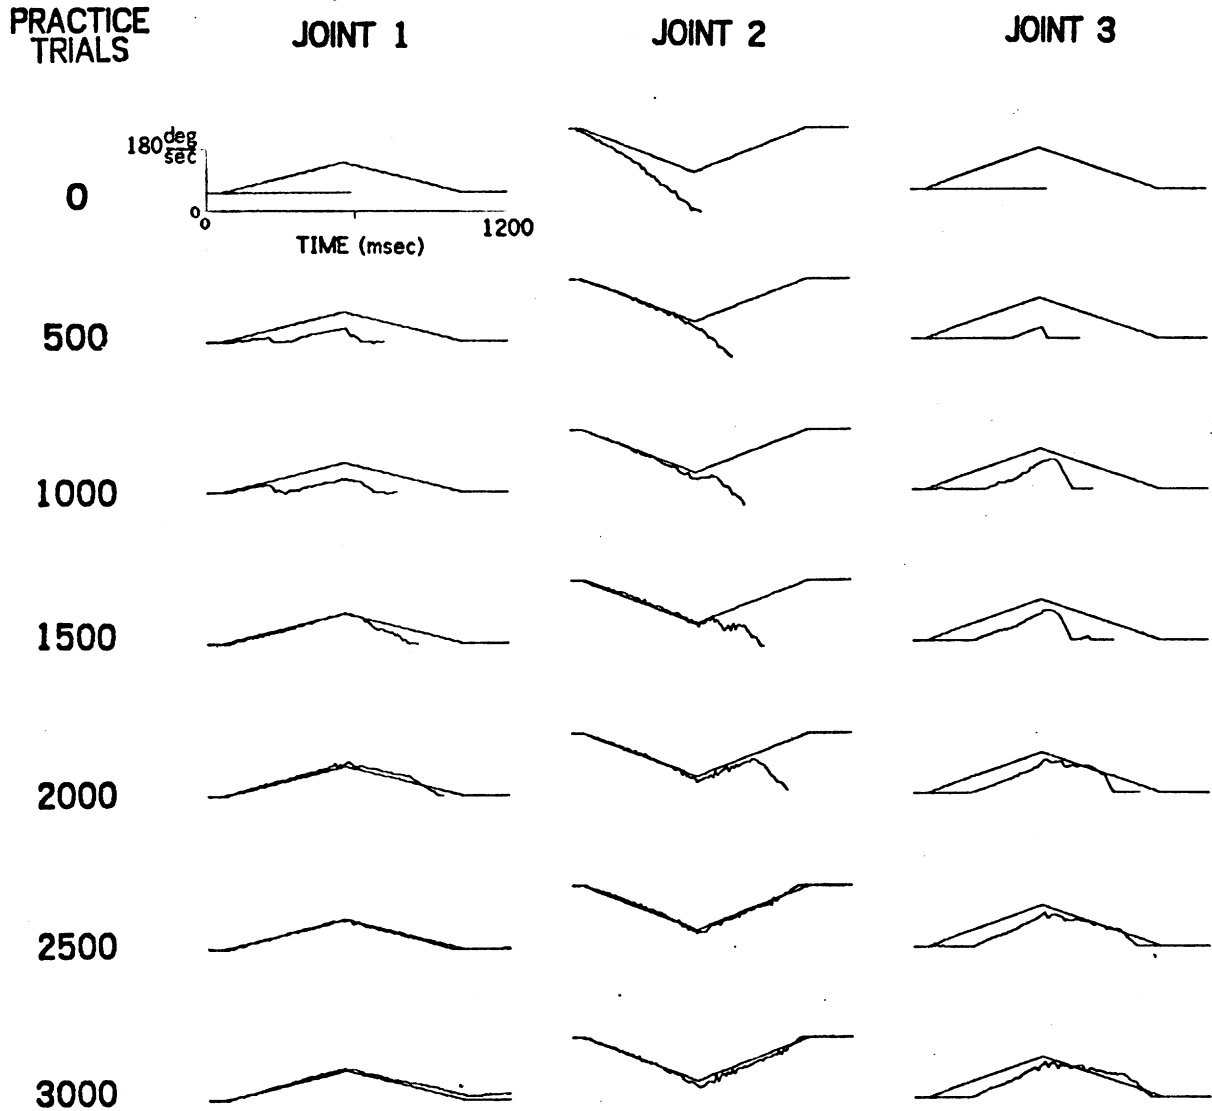 PRACTICE
TRIALS
JOINT 1
JOINT 2
JOINT 3
180 deg
sec
0
0
0
1200
TIME (msec)
500
1000
1500
2000
2500
3000